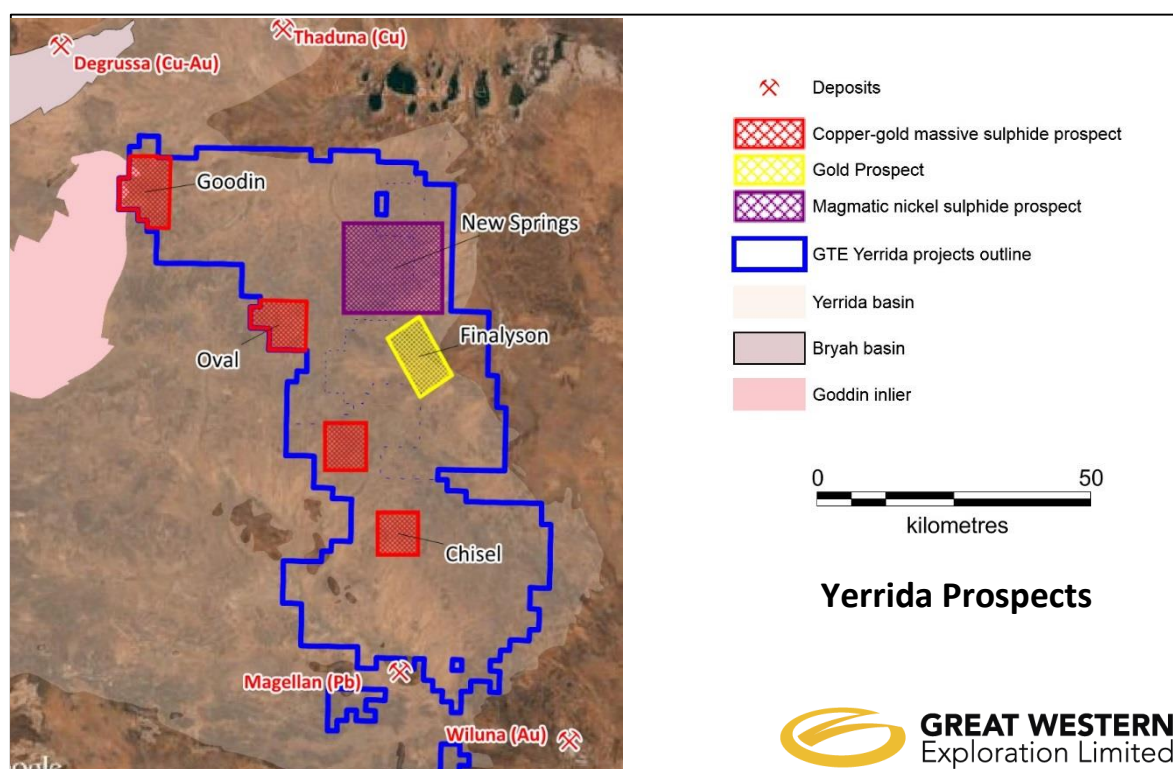 Thaduna (Cu)
Degrussa (Cu-Au)
Goodin
New Springs
Finalyson
Oval
Chisel
Magellan (Pb)
Wiluna (Au)
Deposits
Copper-gold massive sulphide prospect
Gold Prospect
Magmatic nickel sulphide prospect
GTE Yerrida projects outline
Yerrida basin
Bryah basin
Goddin inlier
0 50
kilometres
Yerrida Prospects
GREAT WESTERN
Exploration Limited